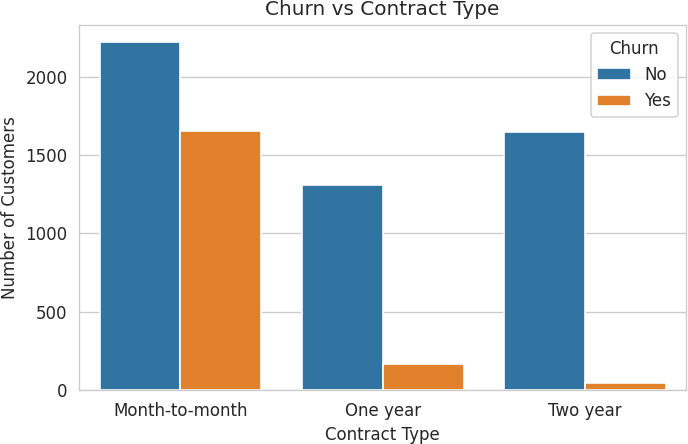 Churn vs Contract Type
Churn
No
Yes
2000
1500
1000
500
0
Number of Customers
Month-to-month
One year
Two year
Contract Type